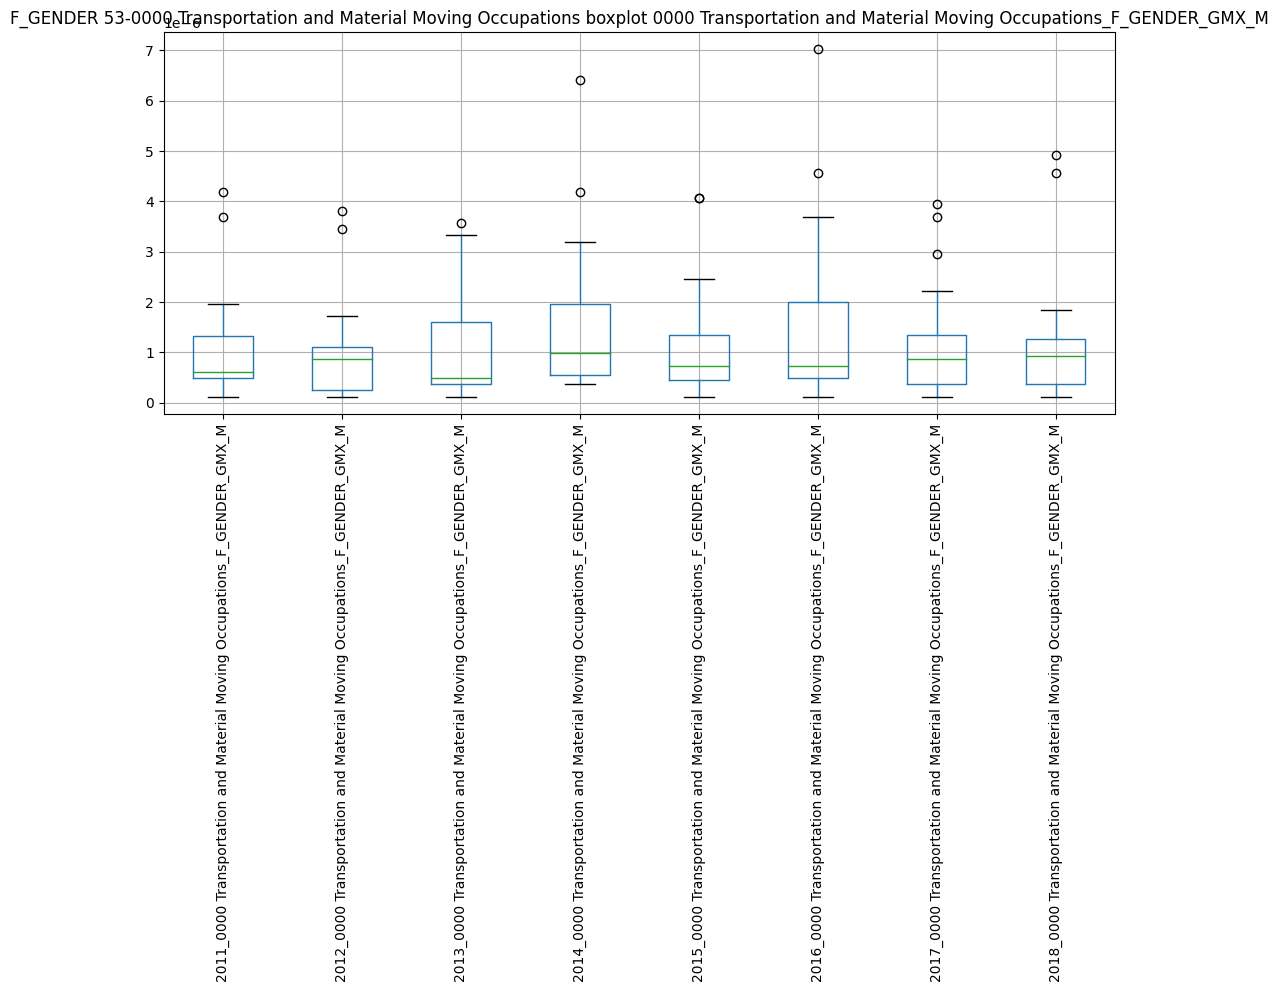 F_GENDER 53-0000 Transportation and Material Moving Occupations boxplot 0000 Transportation and Material Moving Occupations_F_GENDER_GMX_M
7
6
5
4
3
2
1
0
2011_0000 Transportation and Material Moving Occupations_F_GENDER_GMX_M
2012_0000 Transportation and Material Moving Occupations_F_GENDER_GMX_M
2013_0000 Transportation and Material Moving Occupations_F_GENDER_GMX_M
2014_0000 Transportation and Material Moving Occupations_F_GENDER_GMX_M
2015_0000 Transportation and Material Moving Occupations_F_GENDER_GMX_M
2016_0000 Transportation and Material Moving Occupations_F_GENDER_GMX_M
2017_0000 Transportation and Material Moving Occupations_F_GENDER_GMX_M
2018_0000 Transportation and Material Moving Occupations_F_GENDER_GMX_M